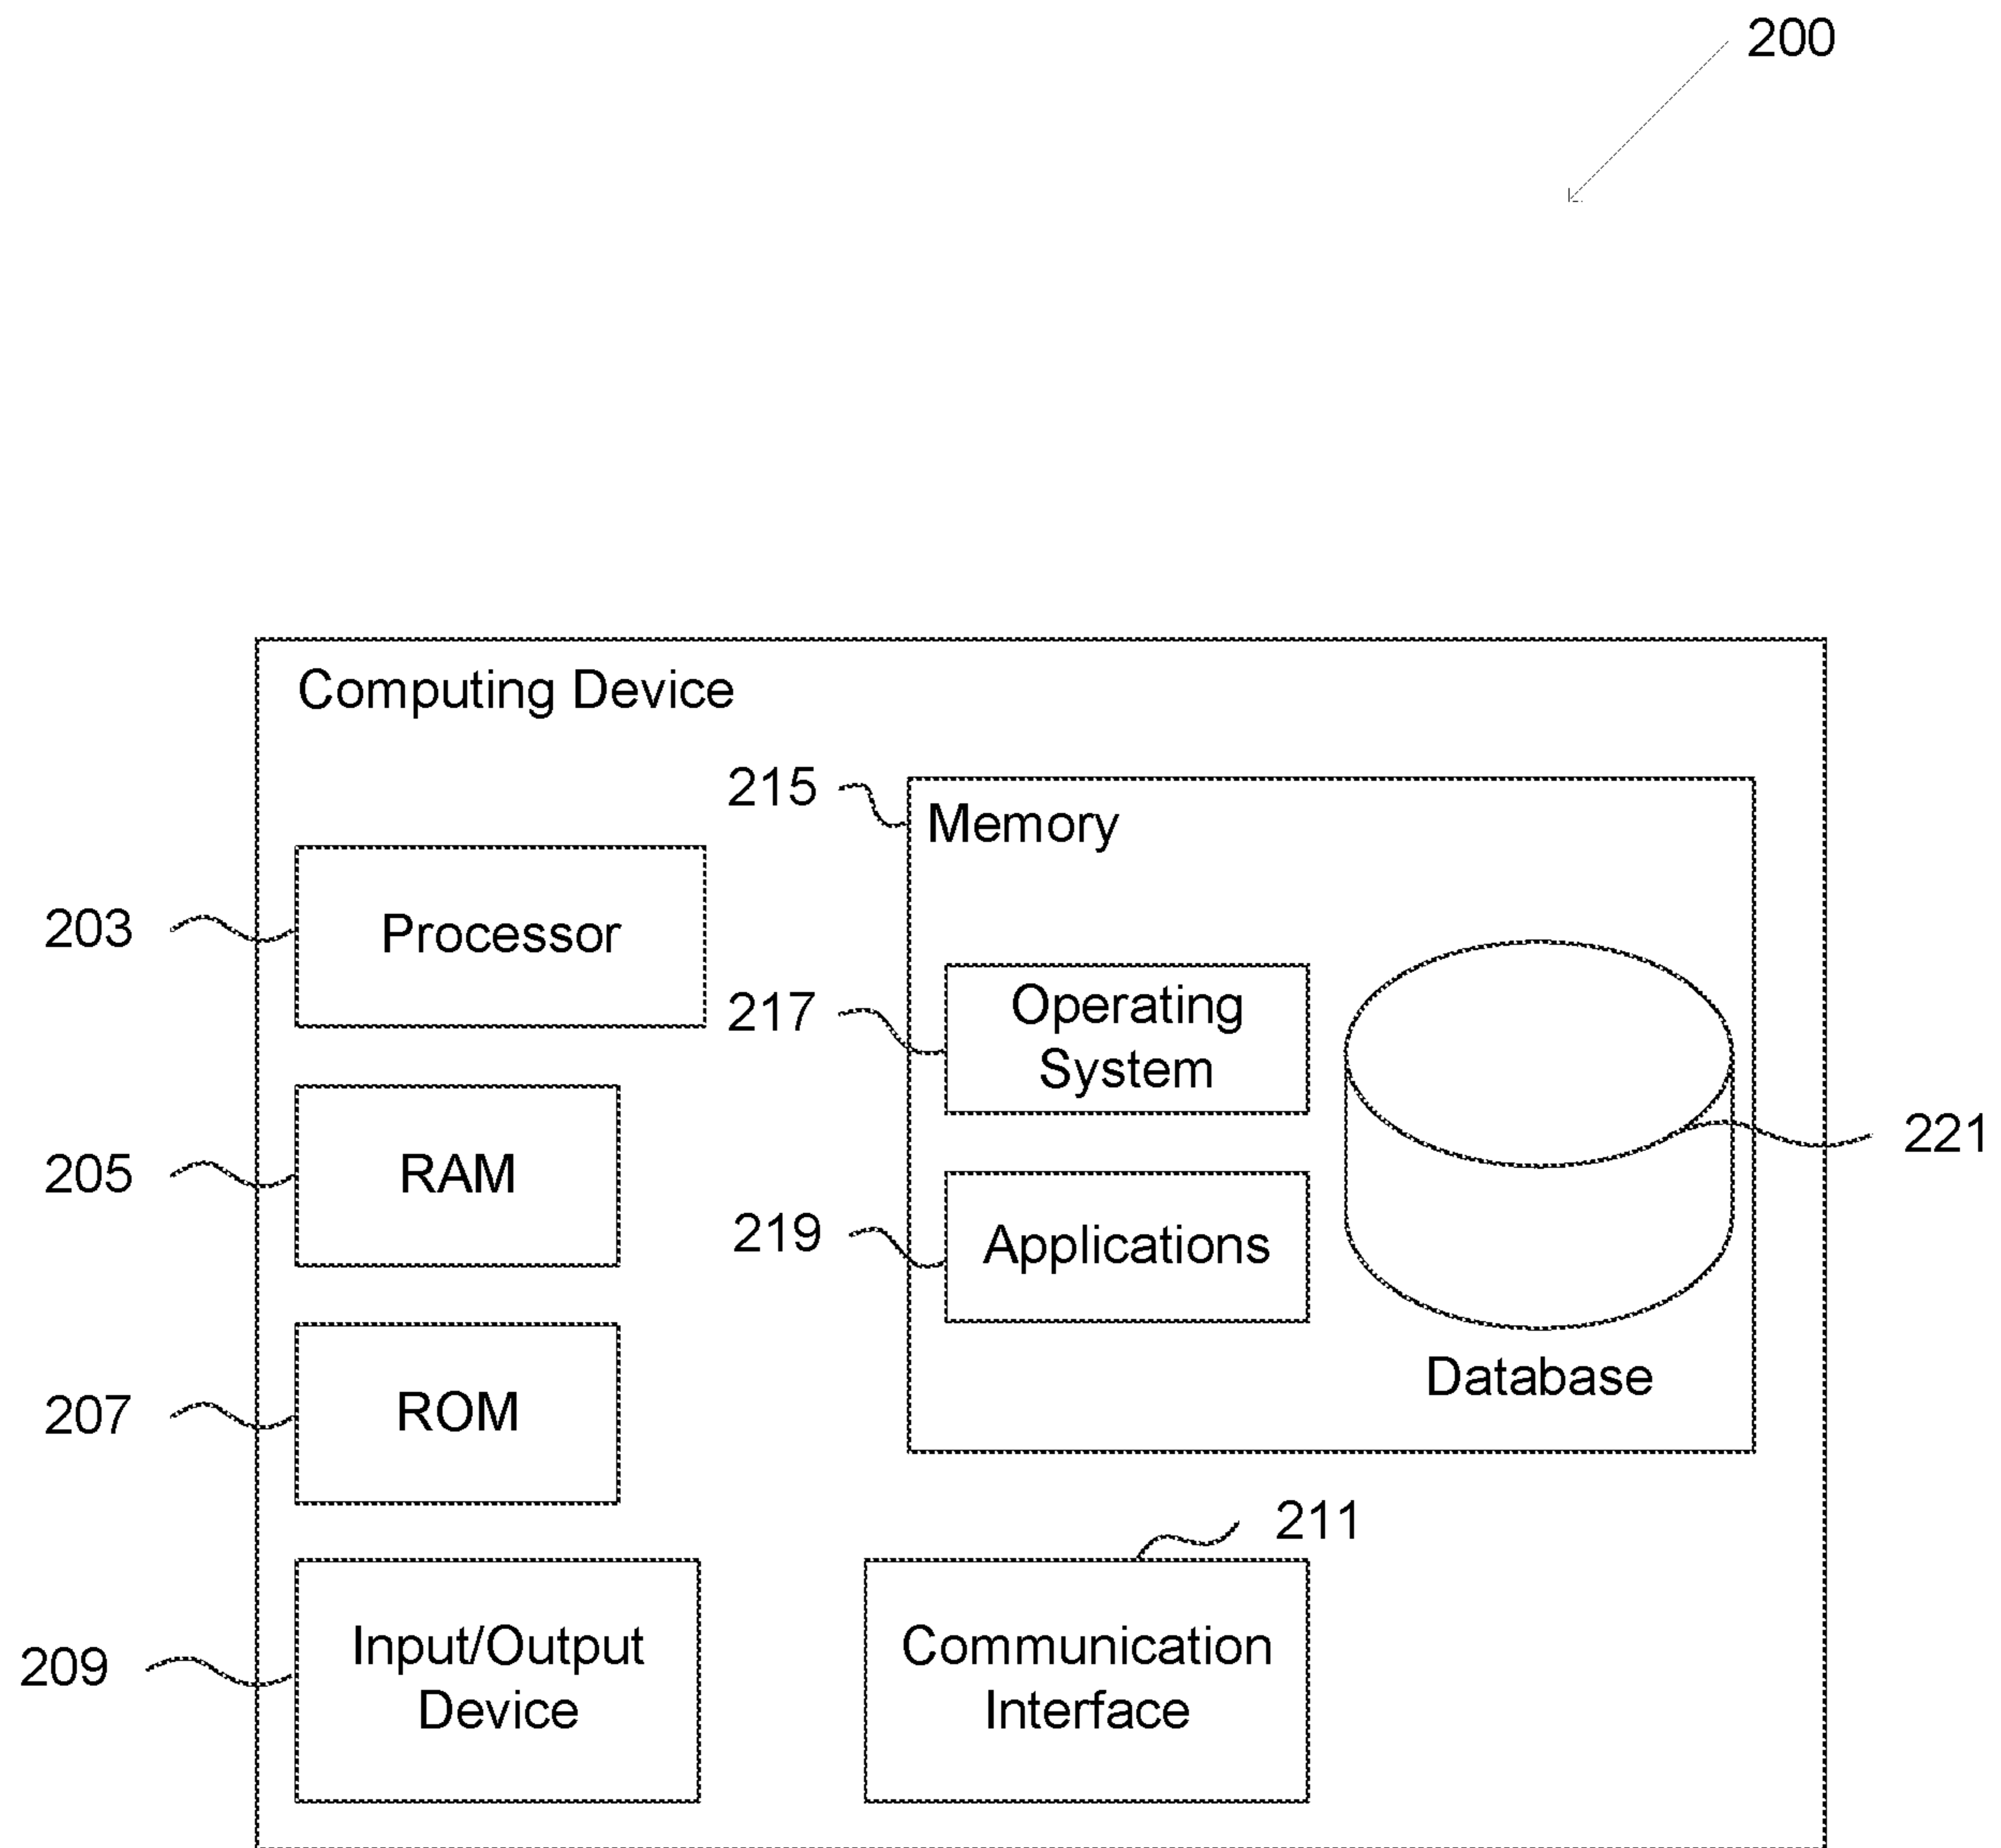 200
Computing Device
215
Memory
203
Processor
217
Operating
System
205
RAM
221
219
Applications
207
ROM
Database
211
209
Input/Output
Device
Communication
Interface